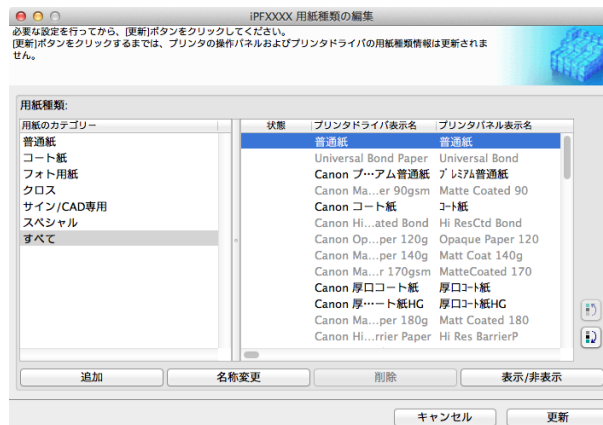 iPFXXXX 用紙種類の編集
必要な設定を行ってから、[更新]ボタンをクリックしてください。
[更新]ボタンをクリックするまでは、プリンタの操作パネルおよびプリンタドライバの用紙種類情報は更新されま
せん。
用紙種類:
用紙のカテゴリー 状態 プリンタドライバ表示名 プリンタパネル表示名
普通紙 普通紙 普通紙
コート紙 Universal Bond Paper Universal Bond
フォト用紙 Canon プ…アム普通紙 プレミアム普通紙
クロス Canon Ma…er 90gsm Matte Coated 90
サイン/CAD専用 Canon コート紙 コート紙
スペシャル Canon Hi…ated Bond Hi ResCtd Bond
すべて Canon Op…per 120g Opaque Paper 120
Canon Ma…per 140g Matt Coat 140g
Canon Ma…r 170gsm MatteCoated 170
Canon 厚口コート紙 厚口コート紙
Canon 厚…ート紙HG 厚口コート紙HG
Canon Ma…per 180g Matt Coated 180
Canon Hi…rrier Paper Hi Res BarrierP
追加 名称変更 削除 表示/非表示
キャンセル 更新